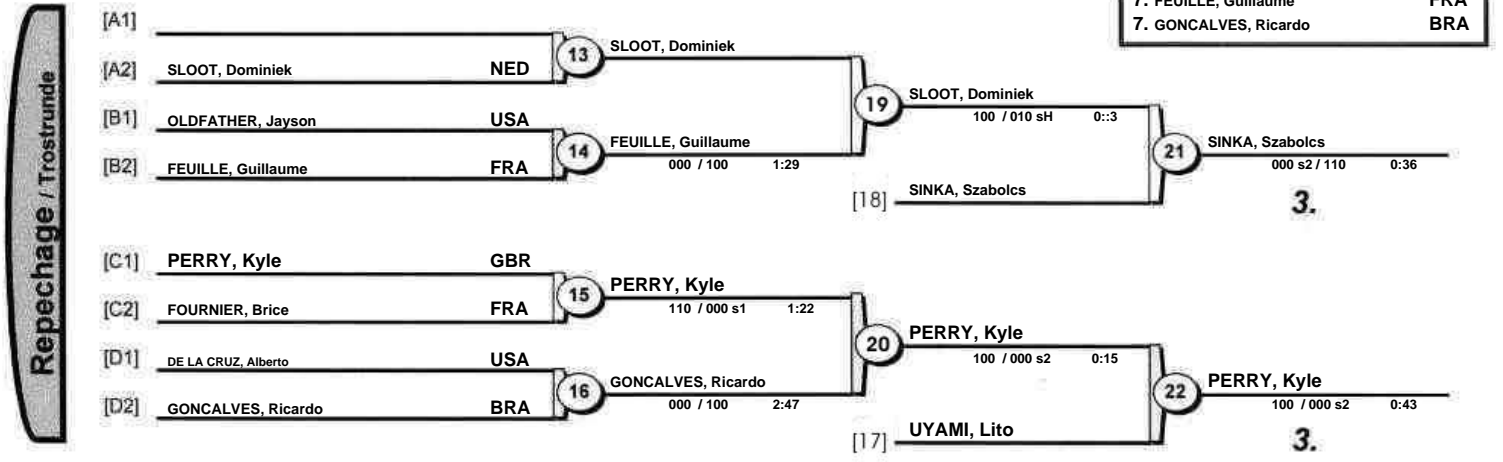 7. FEUILLE, Guillaume FRA
7. GONCALVES, Ricardo BRA
Repechage / Trostrunde
[A1]
[A2] SLOOT, Dominiek NED
13 SLOOT, Dominiek
[B1] OLDFATHER, Jayson USA
[B2] FEUILLE, Guillaume FRA
14 FEUILLE, Guillaume
000 / 100 1:29
19 SLOOT, Dominiek
100 / 010 sH 0::3
[18] SINKA, Szabolcs
21 SINKA, Szabolcs
000 s2 / 110 0:36
3.
[C1] PERRY, Kyle GBR
[C2] FOURNIER, Brice FRA
15 PERRY, Kyle
110 / 000 s1 1:22
[D1] DE LA CRUZ, Alberto USA
[D2] GONCALVES, Ricardo BRA
16 GONCALVES, Ricardo
000 / 100 2:47
20 PERRY, Kyle
100 / 000 s2 0:15
[17] UYAMI, Lito
22 PERRY, Kyle
100 / 000 s2 0:43
3.